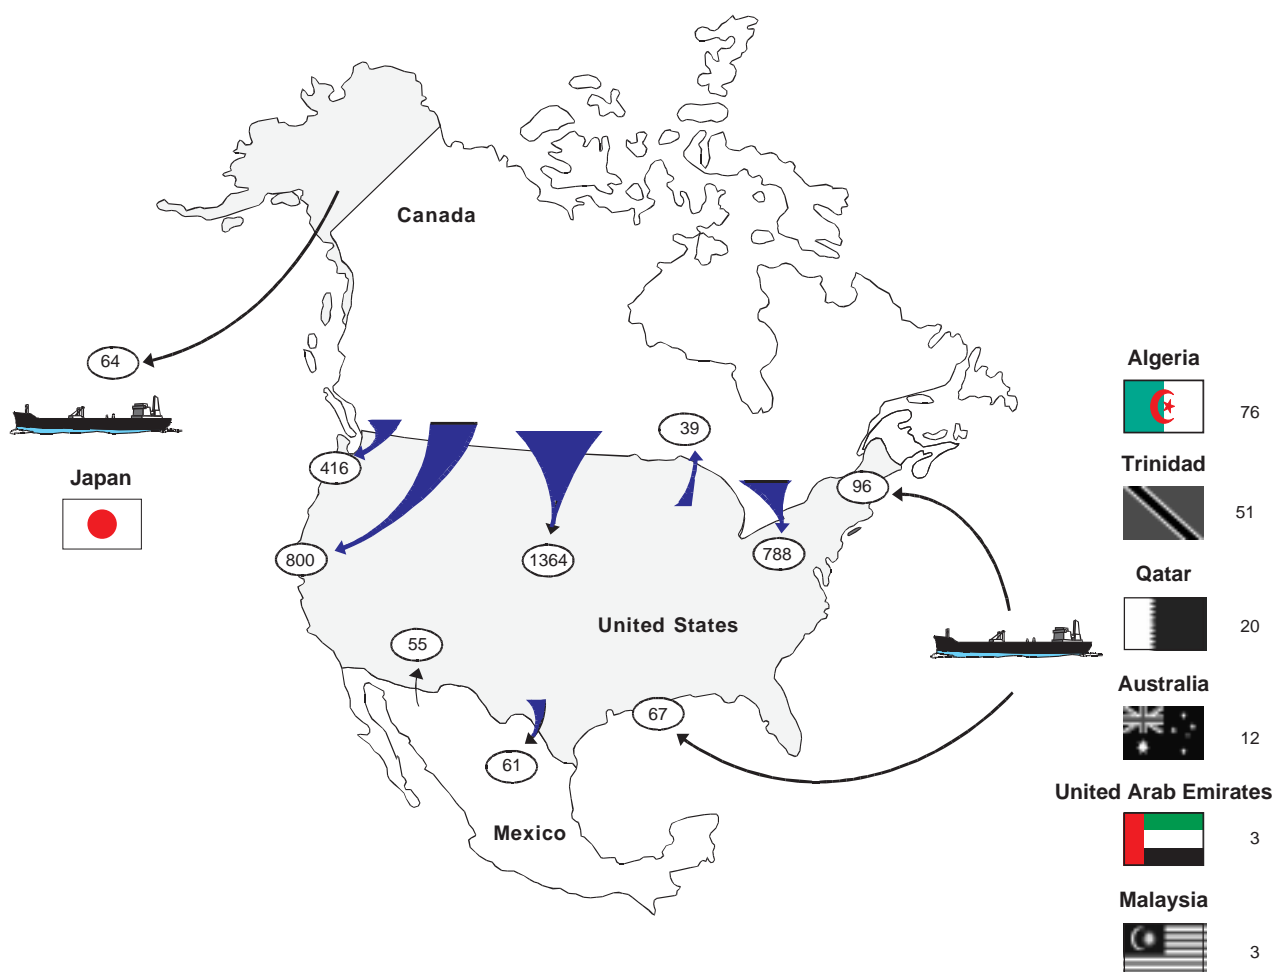 Canada
64
Japan
416
800
1364
39
788
96
United States
55
67
61
Mexico
Algeria
76
Trinidad
51
Qatar
20
Australia
12
United Arab Emirates
3
Malaysia
3